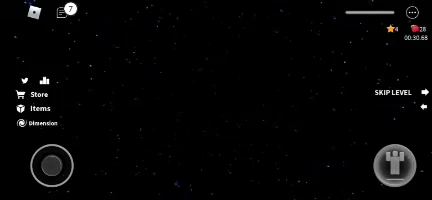 7
4 28
00:30.68
SKIP LEVEL
Store
Items
Dimension